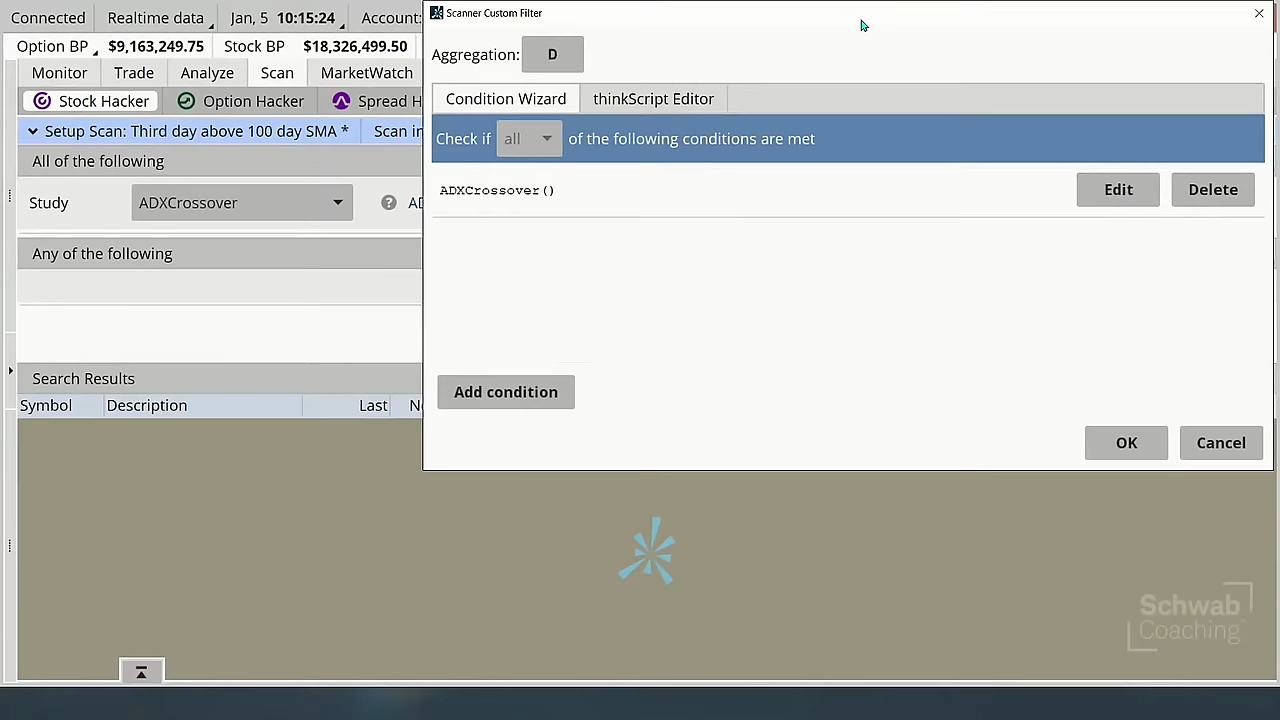 Connected Realtime data Jan, 5 10:15:24 Account:
Scanner Custom Filter
Option BP $9,163,249.75 Stock BP $18,326,499.50
Aggregation: D
Monitor Trade Analyze Scan MarketWatch
Condition Wizard thinkScript Editor
Stock Hacker Option Hacker Spread H
Setup Scan: Third day above 100 day SMA * Scan in
Check if all of the following conditions are met
All of the following
Study ADXCrossover ? AD
ADXCrossover() Edit Delete
Any of the following
Search Results
Add condition
Symbol Description Last Ne
OK Cancel
Schwab
Coaching